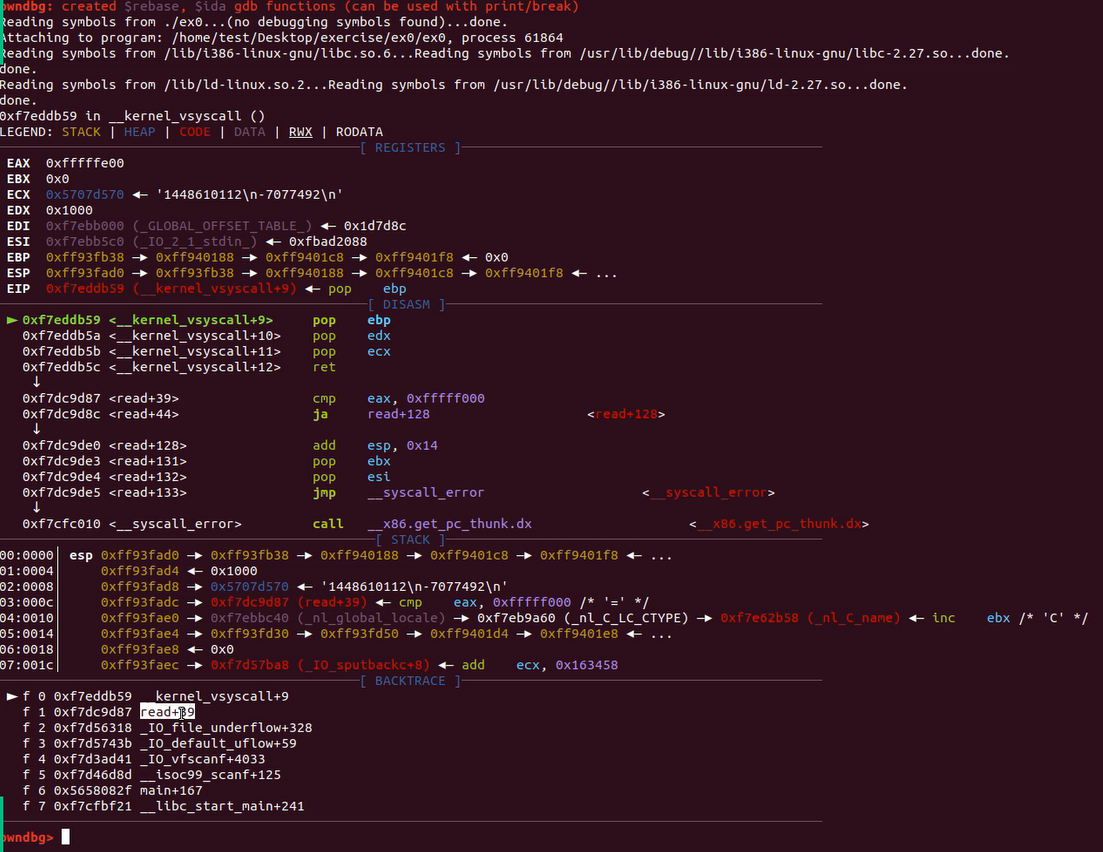 pwndbg: created $rebase, $ida gdb functions (can be used with print/break)
Reading symbols from ./ex0...(no debugging symbols found)...done.
Attaching to program: /home/test/Desktop/exercise/ex0/ex0, process 61864
Reading symbols from /lib/i386-linux-gnu/libc.so.6...Reading symbols from /usr/lib/debug//lib/i386-linux-gnu/libc-2.27.so...done.
done.
Reading symbols from /lib/ld-linux.so.2...Reading symbols from /usr/lib/debug//lib/i386-linux-gnu/ld-2.27.so...done.
done.
0xf7eddb59 in __kernel_vsyscall ()
LEGEND: STACK | HEAP | CODE | DATA | RWX | RODATA
[ REGISTERS ]
EAX 0xfffffe00
EBX 0x0
ECX 0x5707d570 ← '1448610112\n-7077492\n'
EDX 0x1000
EDI 0xf7ebb000 (_GLOBAL_OFFSET_TABLE_) ← 0x1d7d8c
ESI 0xf7ebb5c0 (_IO_2_1_stdin_) ← 0xfbad2088
EBP 0xff93fb38 → 0xff940188 → 0xff9401c8 → 0xff9401f8 ← 0x0
ESP 0xff93fad0 → 0xff93fb38 → 0xff940188 → 0xff9401c8 → 0xff9401f8 ← ...
EIP 0xf7eddb59 (__kernel_vsyscall+9) ← pop ebp
[ DISASM ]
► 0xf7eddb59 <__kernel_vsyscall+9> pop ebp
0xf7eddb5a <__kernel_vsyscall+10> pop edx
0xf7eddb5b <__kernel_vsyscall+11> pop ecx
0xf7eddb5c <__kernel_vsyscall+12> ret
↓
0xf7dc9d87 <read+39> cmp eax, 0xfffff000
0xf7dc9d8c <read+44> ja read+128 <read+128>
↓
0xf7dc9de0 <read+128> add esp, 0x14
0xf7dc9de3 <read+131> pop ebx
0xf7dc9de4 <read+132> pop esi
0xf7dc9de5 <read+133> jmp __syscall_error <__syscall_error>
↓
0xf7cfc010 <__syscall_error> call __x86.get_pc_thunk.dx <__x86.get_pc_thunk.dx>
[ STACK ]
00:0000│ esp 0xff93fad0 → 0xff93fb38 → 0xff940188 → 0xff9401c8 → 0xff9401f8 ← ...
01:0004│ 0xff93fad4 ← 0x1000
02:0008│ 0xff93fad8 → 0x5707d570 ← '1448610112\n-7077492\n'
03:000c│ 0xff93fadc → 0xf7dc9d87 (read+39) ← cmp eax, 0xfffff000 /* '=' */
04:0010│ 0xff93fae0 → 0xf7ebbc40 (_nl_global_locale) → 0xf7eb9a60 (_nl_C_LC_CTYPE) → 0xf7e62b58 (_nl_C_name) ← inc ebx /* 'C' */
05:0014│ 0xff93fae4 → 0xff93fd30 → 0xff93fd50 → 0xff9401d4 → 0xff9401e8 ← ...
06:0018│ 0xff93fae8 ← 0x0
07:001c│ 0xff93faec → 0xf7d57ba8 (_IO_sputbackc+8) ← add ecx, 0x163458
[ BACKTRACE ]
► f 0 0xf7eddb59 __kernel_vsyscall+9
f 1 0xf7dc9d87 read+39
f 2 0xf7d56318 _IO_file_underflow+328
f 3 0xf7d5743b _IO_default_uflow+59
f 4 0xf7d3ad41 _IO_vfscanf+4033
f 5 0xf7d46d8d __isoc99_scanf+125
f 6 0x5658082f main+167
f 7 0xf7cfbf21 __libc_start_main+241
pwndbg>